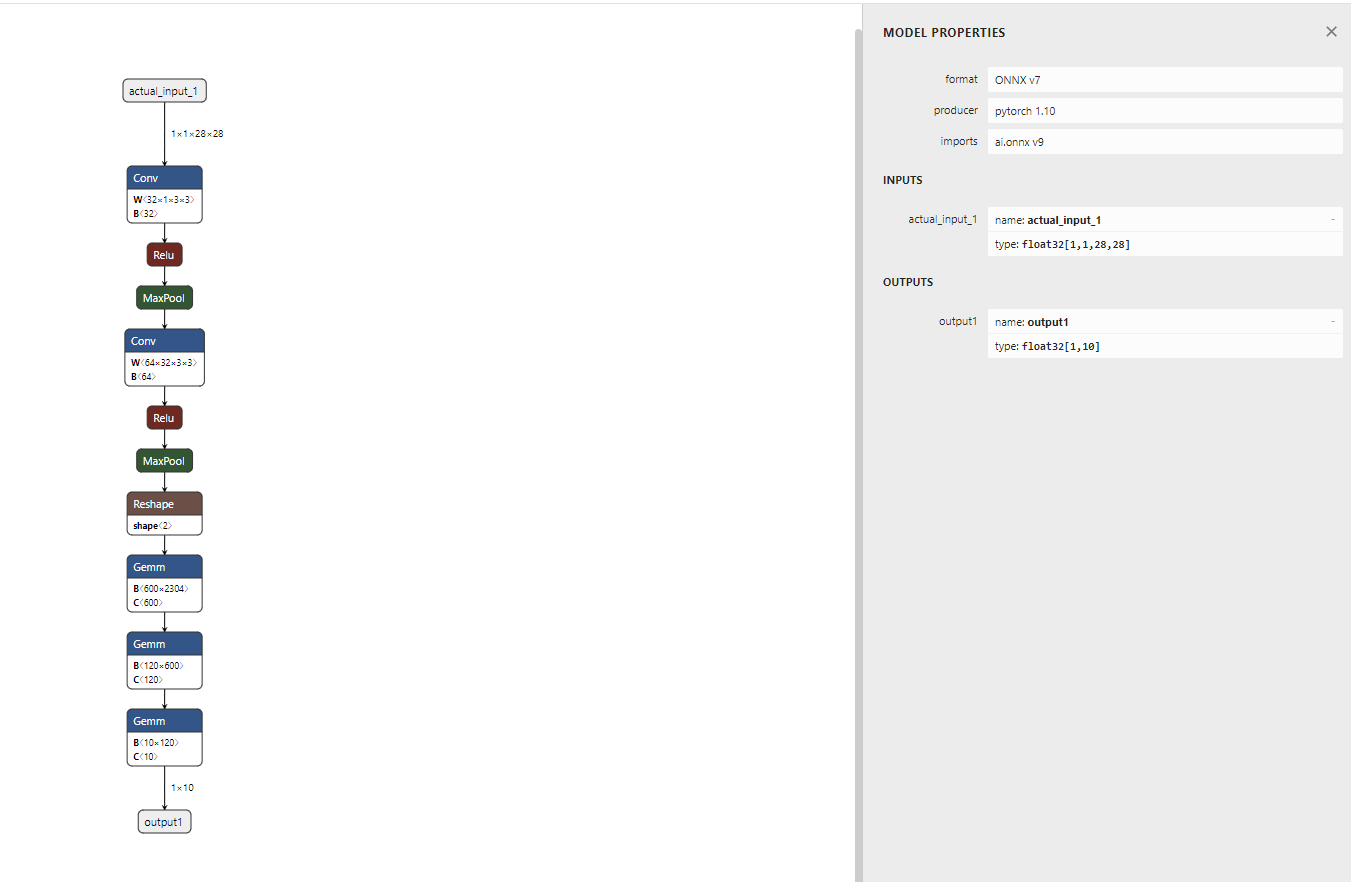 actual_input_1
1×1×28×28
Conv
W⟨32×1×3×3⟩
B⟨32⟩
Relu
MaxPool
Conv
W⟨64×32×3×3⟩
B⟨64⟩
Relu
MaxPool
Reshape
shape⟨2⟩
Gemm
B⟨600×2304⟩
C⟨600⟩
Gemm
B⟨120×600⟩
C⟨120⟩
Gemm
B⟨10×120⟩
C⟨10⟩
1×10
output1
MODEL PROPERTIES ×
format ONNX v7
producer pytorch 1.10
imports ai.onnx v9
INPUTS
actual_input_1 name: actual_input_1 -
type: float32[1,1,28,28]
OUTPUTS
output1 name: output1 -
type: float32[1,10]